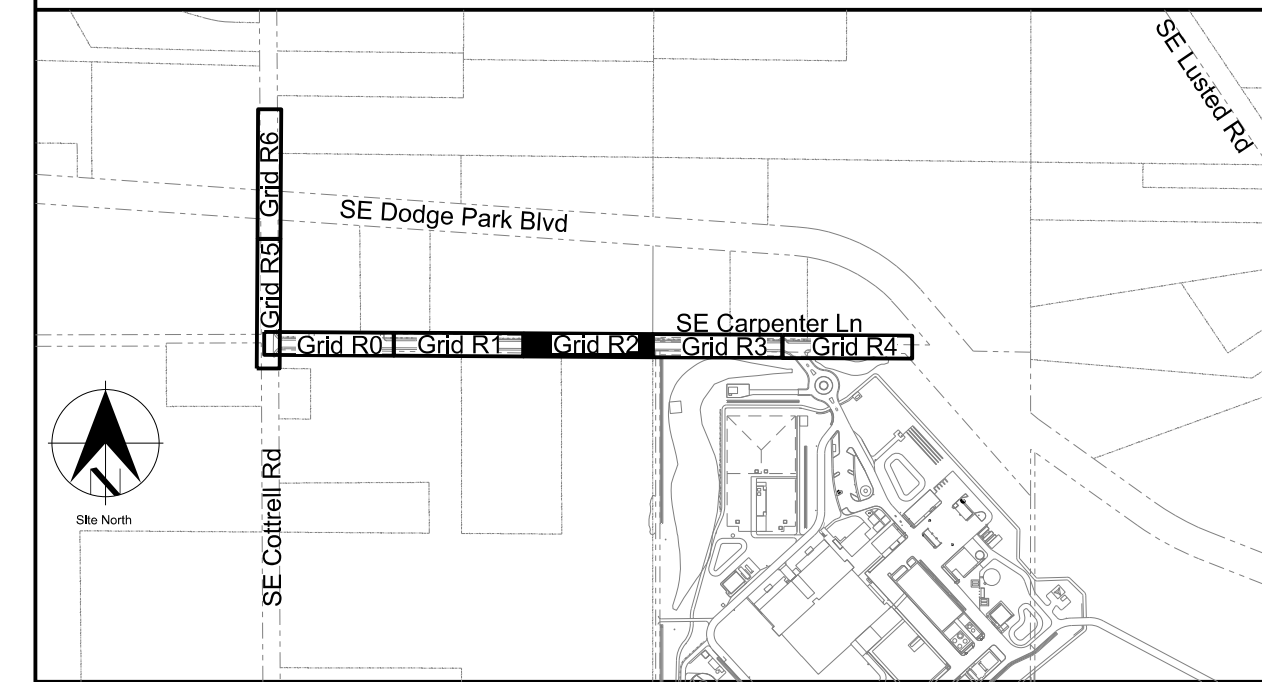 SE Lusted Rd
Grid R6
SE Dodge Park Blvd
Grid R5
SE Carpenter Ln
Grid R0
Grid R1
Grid R2
Grid R3
Grid R4
N
Site North
SE Cottrell Rd